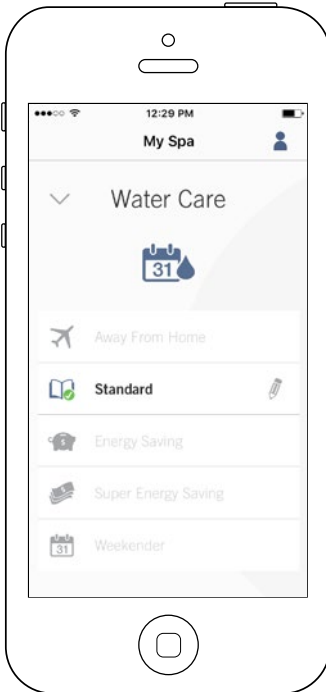 12:29 PM
My Spa
Water Care
31
Away From Home
Standard
Energy Saving
Super Energy Saving
31
Weekender